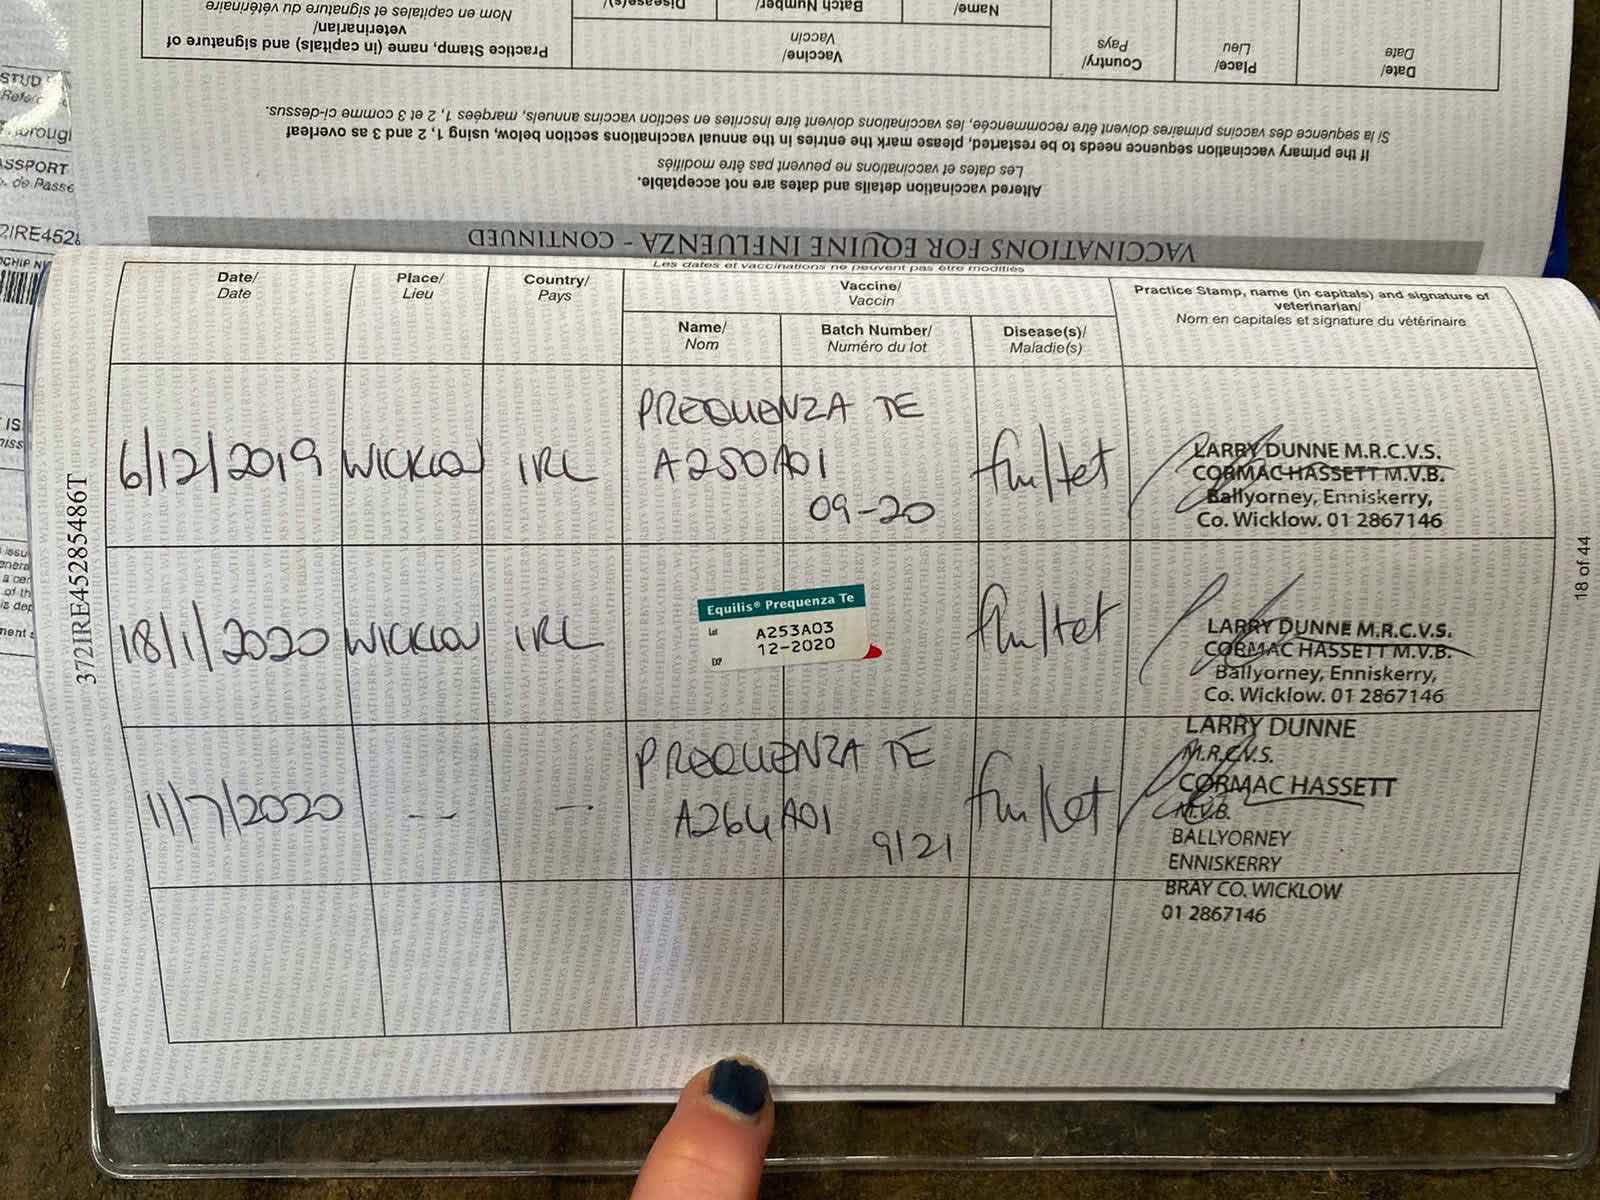 Nom en capitales et signature du vétérinaire
veterinarian/
Practice Stamp, name (in capitals) and signature of
Disease(s)/
Batch Number/
Name/
Vaccin
Vaccine/
Pays
Country/
Lieu
Place/
Date
Date/
Si la sequence des vaccins primaires doivent être recommencée, les vaccinations doivent être inscrites en section vaccins annuels, marqées 1, 2 et 3 comme ci-dessus.
If the primary vaccination sequence needs to be restarted, please mark the entries in the annual vaccinations section below, using 1, 2 and 3 as overleaf
Les dates et vaccinations ne peuvent pas être modifiés
Altered vaccination details and dates are not acceptable.
VACCINATIONS FOR EQUINE INFLUENZA - CONTINUED
STUD
ASSPORT
. de Passe
2IRE4528
Les dates et vaccinations ne peuvent pas être modifiés
Date/
Date
Place/
Lieu
Country/
Pays
Vaccine/
Vaccin
Name/
Nom
Batch Number/
Numéro du lot
Disease(s)/
Maladie(s)
Practice Stamp, name (in capitals) and signature of
veterinarian/
Nom en capitales et signature du vétérinaire
6/12/2019 WICKLOW IRL
PREQUENZA TE
A250A01
09-20
flu/tet
LARRY DUNNE M.R.C.V.S.
CORMAC HASSETT M.V.B.
Ballyorney, Enniskerry,
Co. Wicklow. 01 2867146
18/1/2020 WICKLOW IRL
Equilis® Prequenza Te
Lot A253A03
EXP 12-2020
flu/tet
LARRY DUNNE M.R.C.V.S.
CORMAC HASSETT M.V.B.
Ballyorney, Enniskerry,
Co. Wicklow. 01 2867146
11/7/2020 -- --
PREQUENZA TE
A264A01
9/21
flu/tet
LARRY DUNNE
M.R.C.V.S.
CORMAC HASSETT
M.V.B.
BALLYORNEY
ENNISKERRY
BRAY CO. WICKLOW
01 2867146
372IRE45285486T
18 of 44